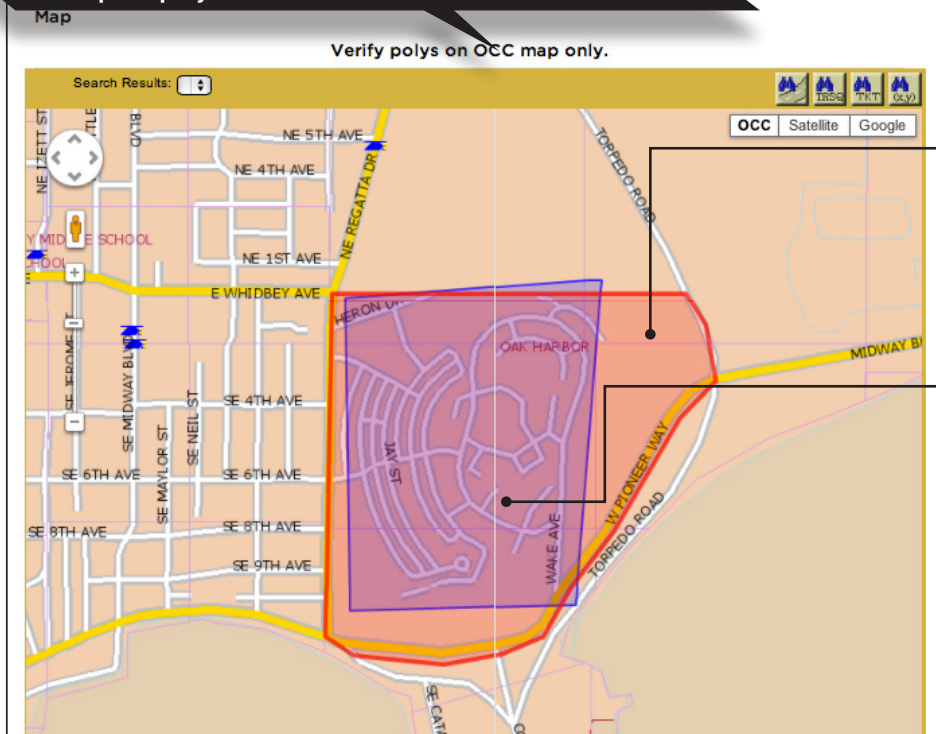 Map
Verify polys on OCC map only.
Search Results:
TRSQ
TKT
(x,y)
OCC
Satellite
Google
NE IZETT ST
BLVD
NE 5TH AVE
NE 4TH AVE
NE REGATTA DR
TORPEDO ROAD
SCHOOL
NE 1ST AVE
E WHIDBEY AVE
HERON
OAK HARBOR
MIDWAY
SE JEROME
SE MIDWAY BLVD
SE NEIL ST
SE MAYLOR ST
SE 4TH AVE
JAY ST
SE 6TH AVE
SE 6TH AVE
W PIONEER WAY
SE 8TH AVE
SE 8TH AVE
TORPEDO ROAD
WAKE AVE
SE 9TH AVE